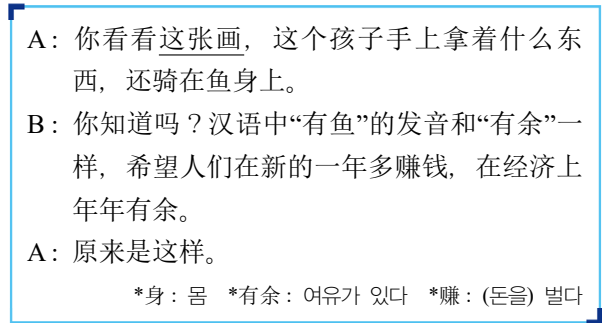 A：你看看这张画，这个孩子手上拿着什么东
西，还骑在鱼身上。
B：你知道吗？汉语中“有鱼”的发音和“有余”一
样，希望人们在新的一年多赚钱，在经济上
年年有余。
A：原来是这样。
*身：몸 *有余：여유가 있다 *赚：(돈을) 벌다